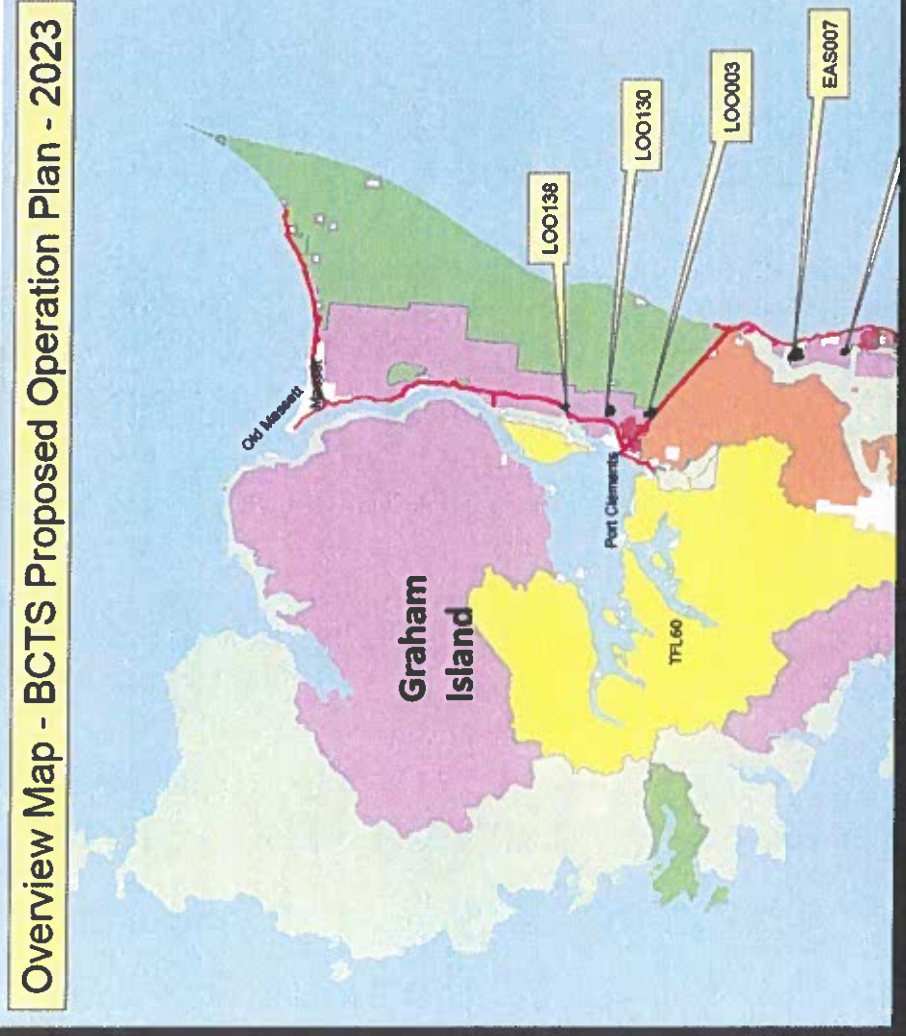 Overview Map - BCTS Proposed Operation Plan - 2023
Old Massett
Masset
Graham
Island
LOO138
LOO130
LOO003
EAS007
Port Clements
TFL60